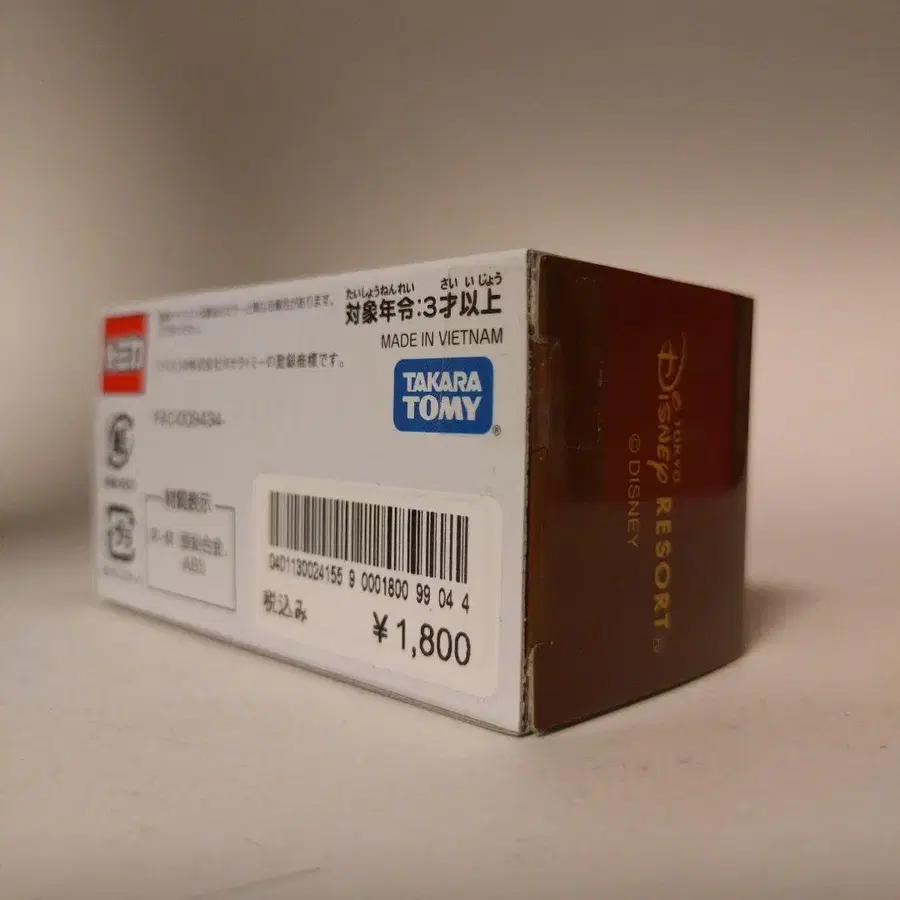 たいしょうねんれい さい いじょう
対象年令:3才以上
MADE IN VIETNAM
トミカ
TAKARA
TOMY
®
材質表示
ABS
04D1130024155 9 0001800 99 04 4
税込み
¥1,800
TOKYO
DISNEY RESORT®
© DISNEY